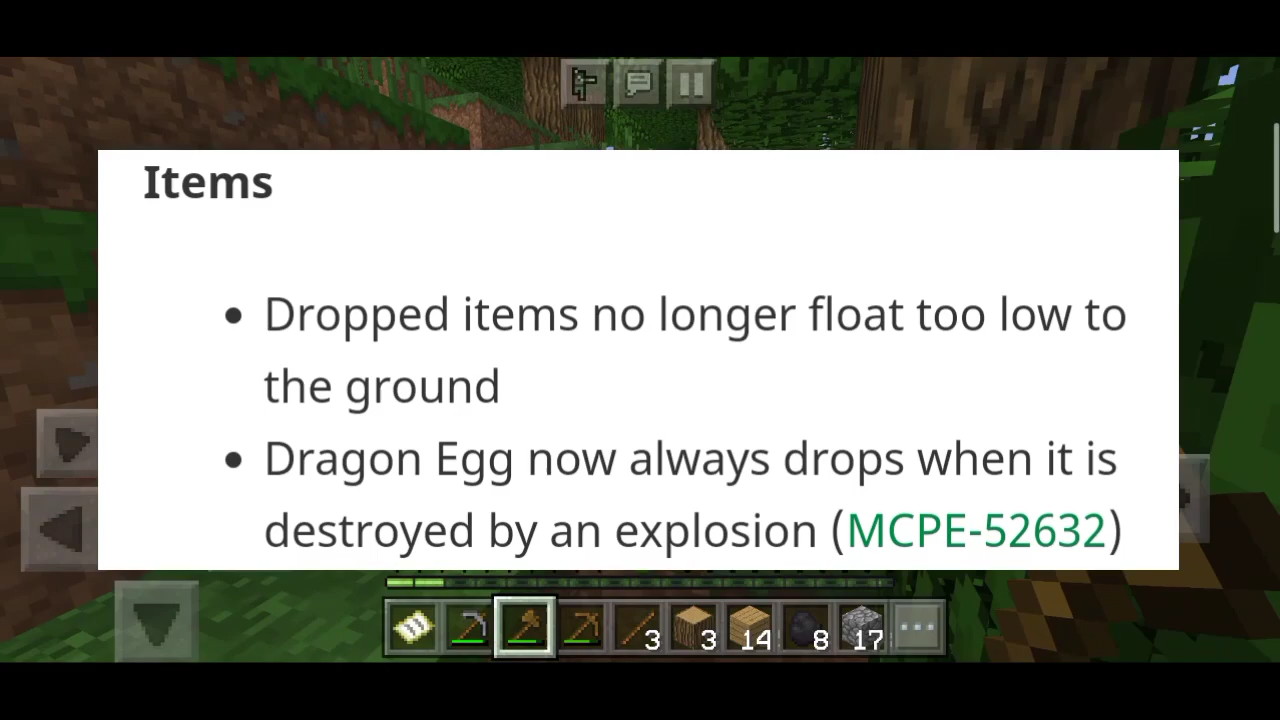 Items
• Dropped items no longer float too low to
the ground
• Dragon Egg now always drops when it is
destroyed by an explosion (MCPE-52632)
3 3 14 8 17